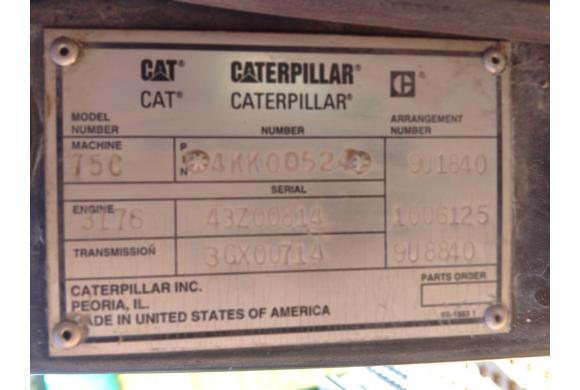 CAT® CATERPILLAR® C®
CAT® CATERPILLAR®
MODEL NUMBER NUMBER ARRANGEMENT NUMBER
MACHINE 75C PIN *4KK00524* 9U1840
SERIAL
ENGINE 3176 43Z00814 1006125
TRANSMISSION 3GX00714 9U8840
PARTS ORDER
CATERPILLAR INC.
PEORIA, IL.
MADE IN UNITED STATES OF AMERICA